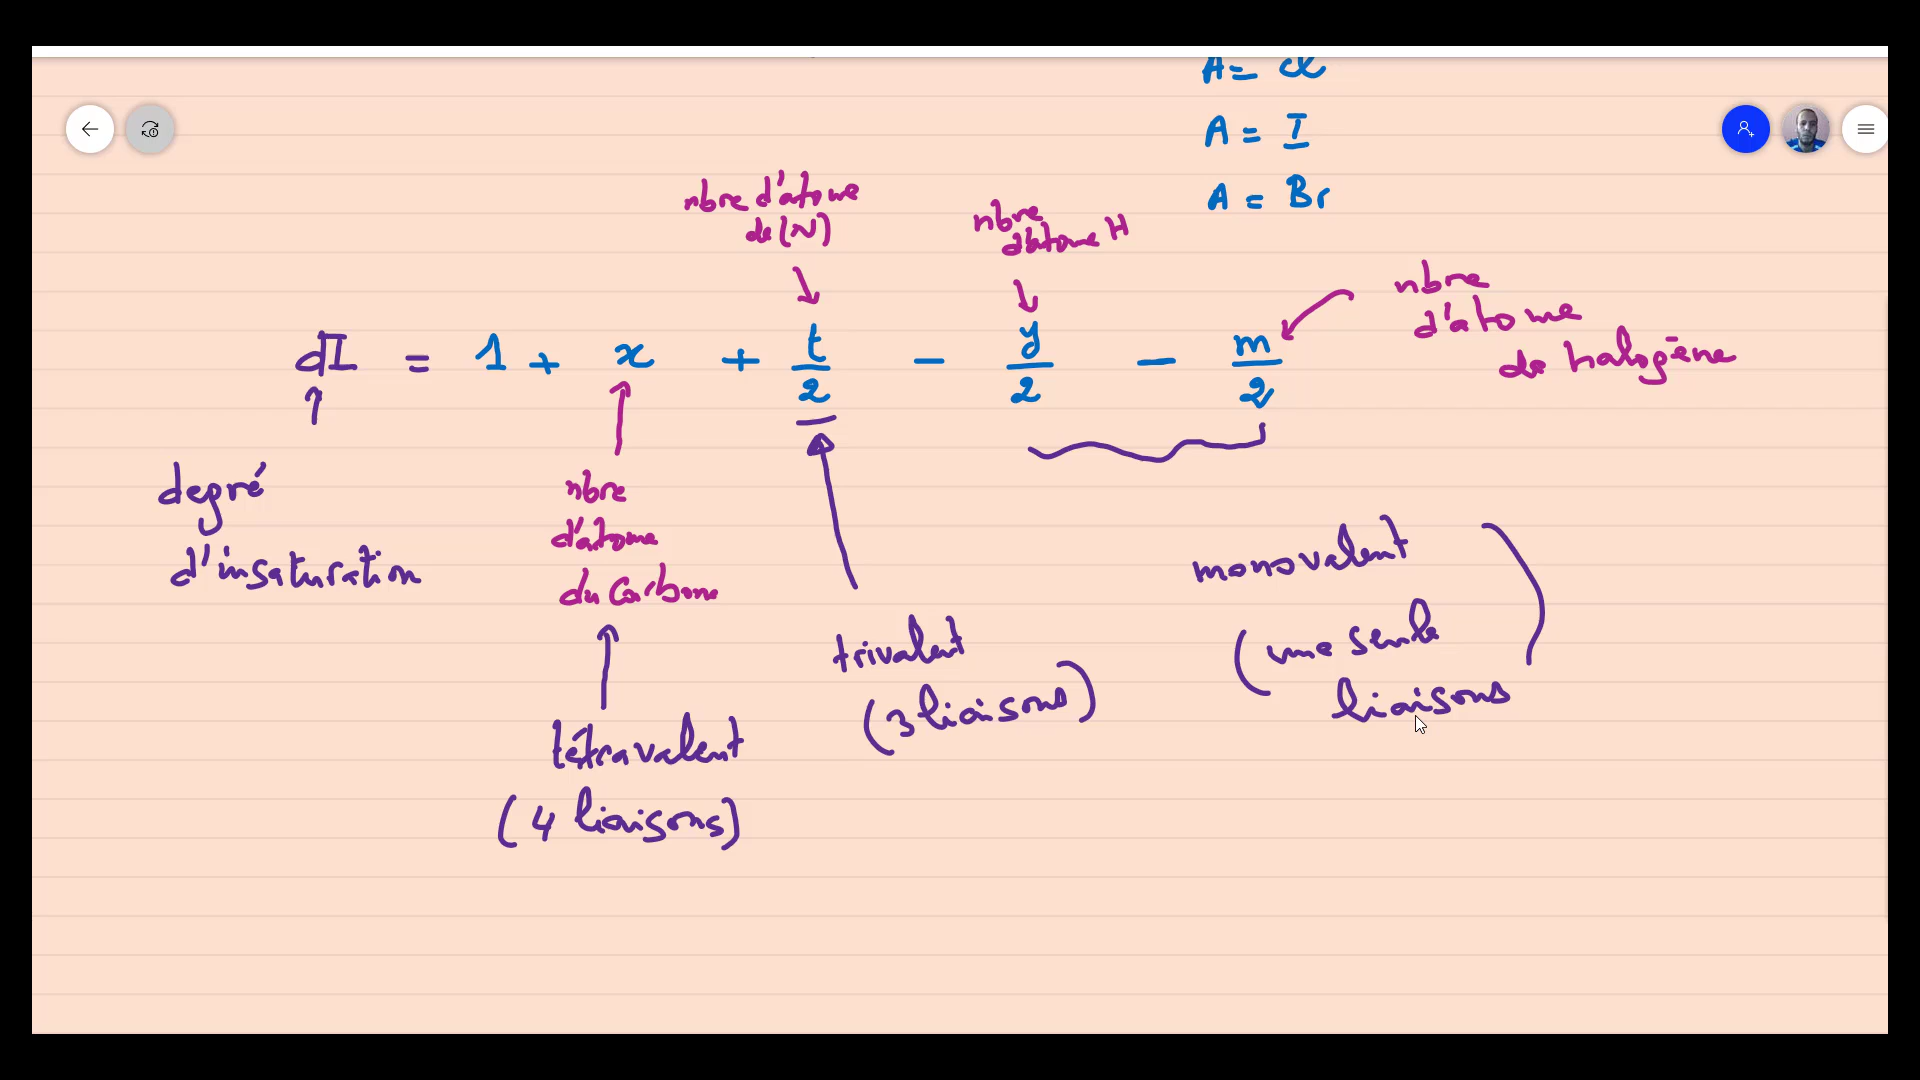 A = Cl
A = I
A = Br
nbre d'atome
de (N)
nbre
d'atome H
nbre
d'atome
de halogène
dI = 1 + x + t/2 - y/2 - m/2
degré
d'insaturation
nbre
d'atome
du Carbone
monovalent
(une seule
liaisons)
trivalent
(3 liaisons)
tétravalent
(4 liaisons)